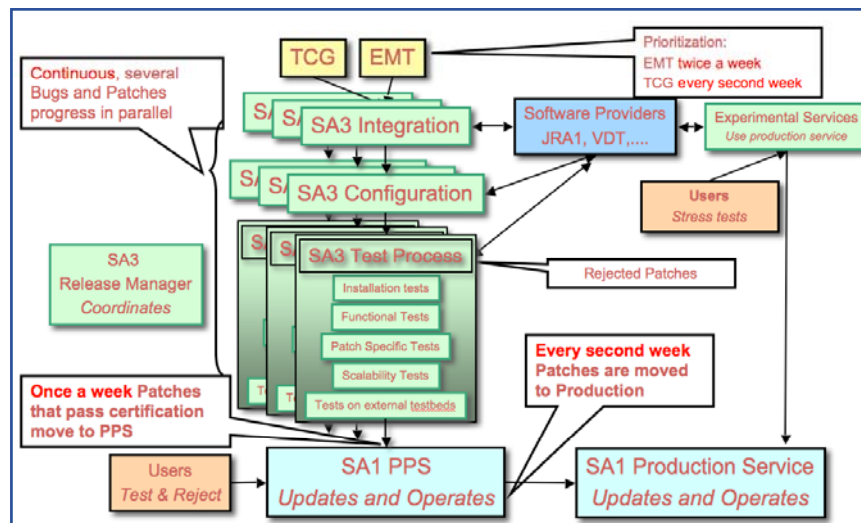 TCG
EMT
Prioritization:
EMT twice a week
TCG every second week
Continuous, several
Bugs and Patches
progress in parallel
SA3 Integration
Software Providers
JRA1, VDT,....
Experimental Services
Use production service
SA3 Configuration
Users
Stress tests
SA3 Test Process
Rejected Patches
SA3
Release Manager
Coordinates
Installation tests
Functional Tests
Patch Specific Tests
Scalability Tests
Tests on external testbeds
Every second week
Patches are moved
to Production
Once a week Patches
that pass certification
move to PPS
Users
Test & Reject
SA1 PPS
Updates and Operates
SA1 Production Service
Updates and Operates